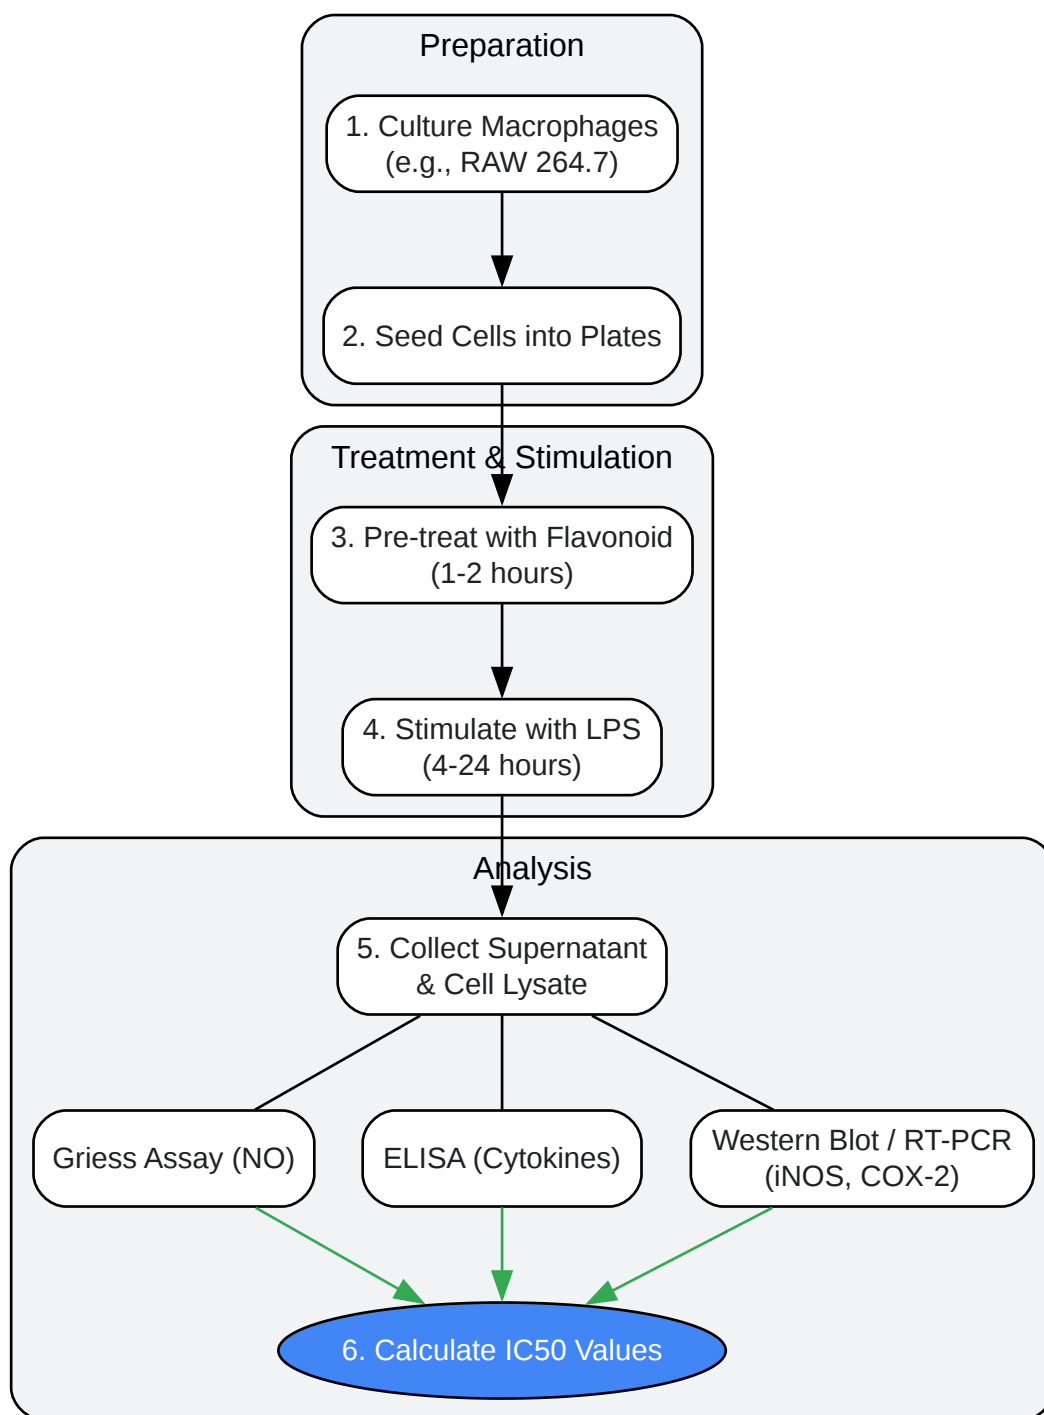 Preparation
1. Culture Macrophages
(e.g., RAW 264.7)
2. Seed Cells into Plates
Treatment & Stimulation
3. Pre-treat with Flavonoid
(1-2 hours)
4. Stimulate with LPS
(4-24 hours)
Analysis
5. Collect Supernatant
& Cell Lysate
Griess Assay (NO)
ELISA (Cytokines)
Western Blot / RT-PCR
(iNOS, COX-2)
6. Calculate IC50 Values